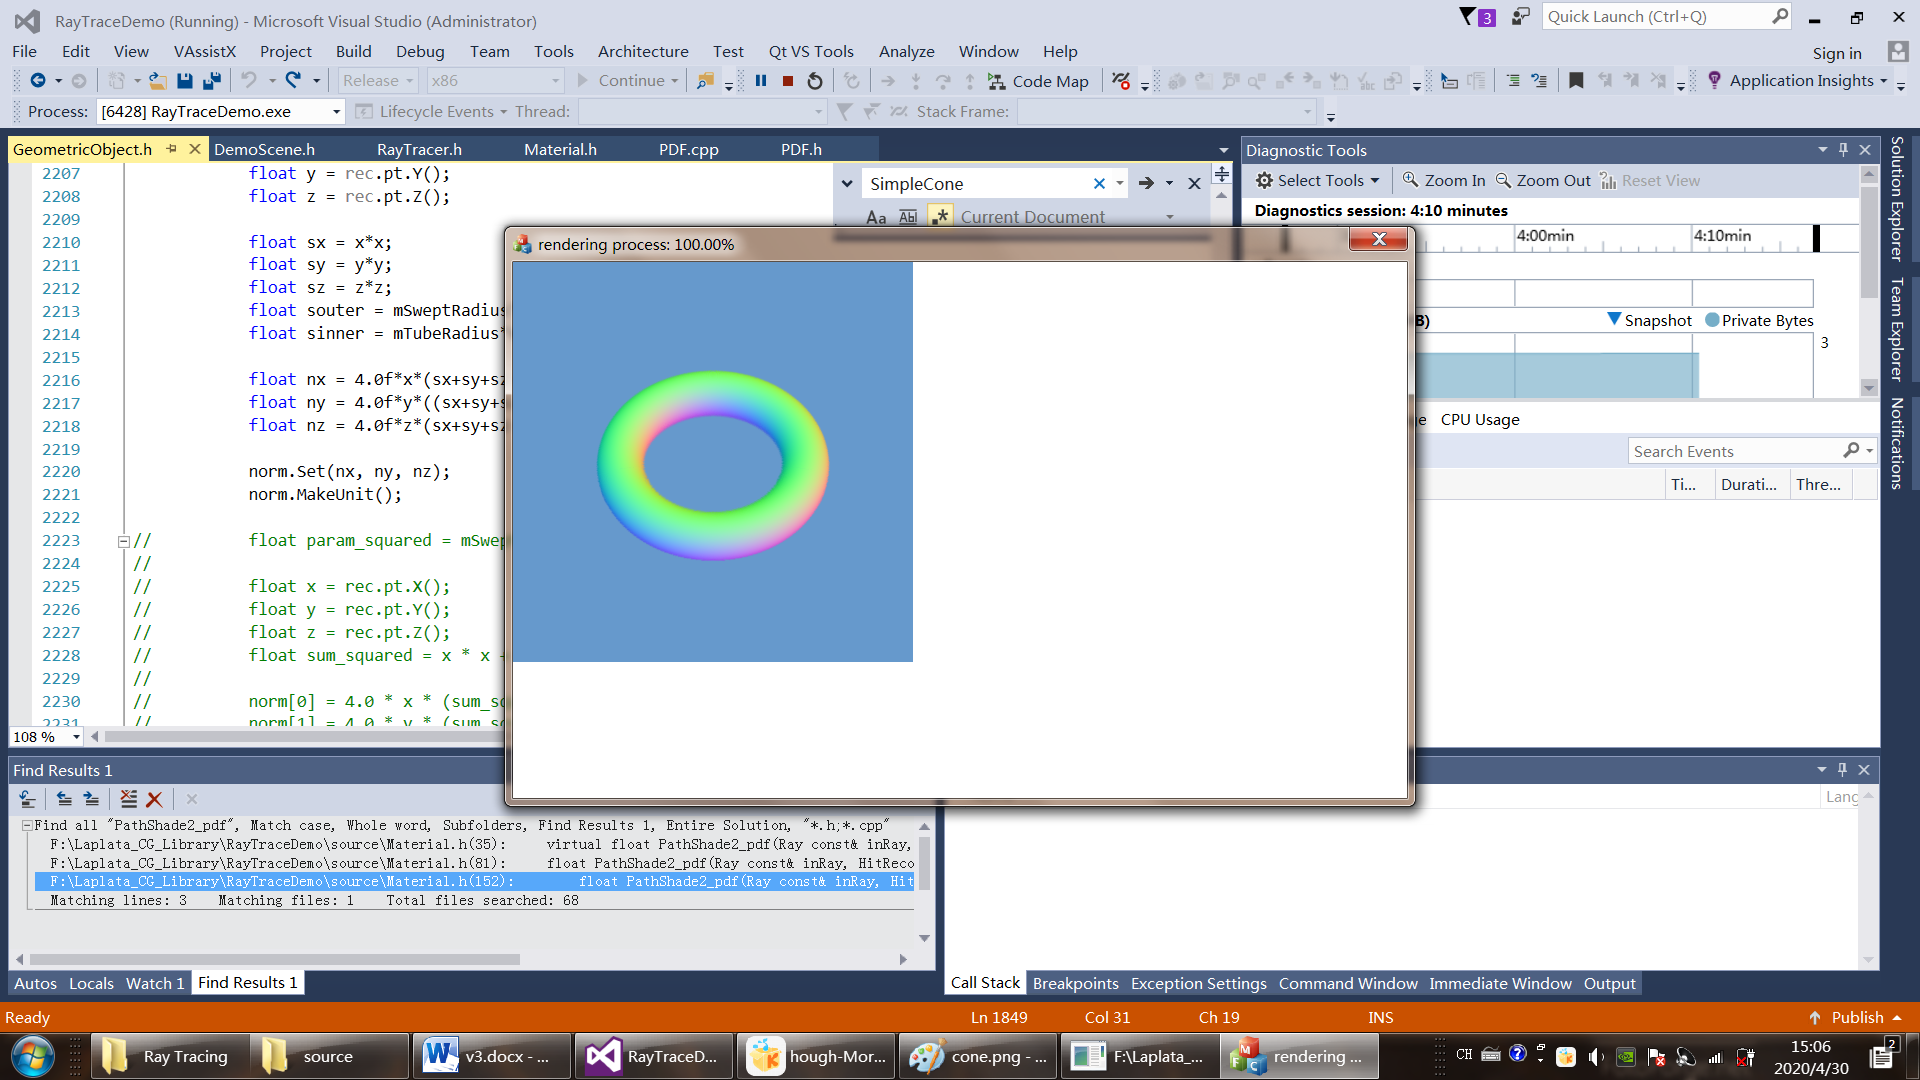 RayTraceDemo (Running) - Microsoft Visual Studio (Administrator)
3
Quick Launch (Ctrl+Q)
File Edit View VAssistX Project Build Debug Team Tools Architecture Test Qt VS Tools Analyze Window Help
Sign in
Release x86 Continue Code Map Application Insights
Process: [6428] RayTraceDemo.exe Lifecycle Events Thread: Stack Frame:
GeometricObject.h DemoScene.h RayTracer.h Material.h PDF.cpp PDF.h
SimpleCone
Aa Abl .* Current Document
2207 float y = rec.pt.Y();
2208 float z = rec.pt.Z();
2209
2210 float sx = x*x;
2211 float sy = y*y;
2212 float sz = z*z;
2213 float souter = mSweptRadius
2214 float sinner = mTubeRadius*
2215
2216 float nx = 4.0f*x*(sx+sy+sz
2217 float ny = 4.0f*y*((sx+sy+s
2218 float nz = 4.0f*z*(sx+sy+sz
2219
2220 norm.Set(nx, ny, nz);
2221 norm.MakeUnit();
2222
2223 // float param_squared = mSwep
2224 //
2225 // float x = rec.pt.X();
2226 // float y = rec.pt.Y();
2227 // float z = rec.pt.Z();
2228 // float sum_squared = x * x +
2229 //
2230 // norm[0] = 4.0 * x * (sum_sq
2231 // norm[1] = 4.0 * y * (sum_sq
108 %
rendering process: 100.00%
Diagnostic Tools
Select Tools Zoom In Zoom Out Reset View
Diagnostics session: 4:10 minutes
4:00min 4:10min
B) Snapshot Private Bytes
3
CPU Usage
Search Events
Ti... Durati... Thre...
Solution Explorer
Team Explorer
Notifications
Find Results 1
Find all "PathShade2_pdf", Match case, Whole word, Subfolders, Find Results 1, Entire Solution, "*.h;*.cpp"
F:\Laplata_CG_Library\RayTraceDemo\source\Material.h(35): virtual float PathShade2_pdf(Ray const& inRay,
F:\Laplata_CG_Library\RayTraceDemo\source\Material.h(81): float PathShade2_pdf(Ray const& inRay, HitReco
F:\Laplata_CG_Library\RayTraceDemo\source\Material.h(152): float PathShade2_pdf(Ray const& inRay, Hit
Matching lines: 3 Matching files: 1 Total files searched: 68
Lang
Autos Locals Watch 1 Find Results 1
Call Stack Breakpoints Exception Settings Command Window Immediate Window Output
Ready Ln 1849 Col 31 Ch 19 INS Publish
Ray Tracing source v3.docx - ... RayTraceD... hough-Mor... cone.png - ... F:\Laplata_... rendering ...
CH
15:06
2020/4/30
2